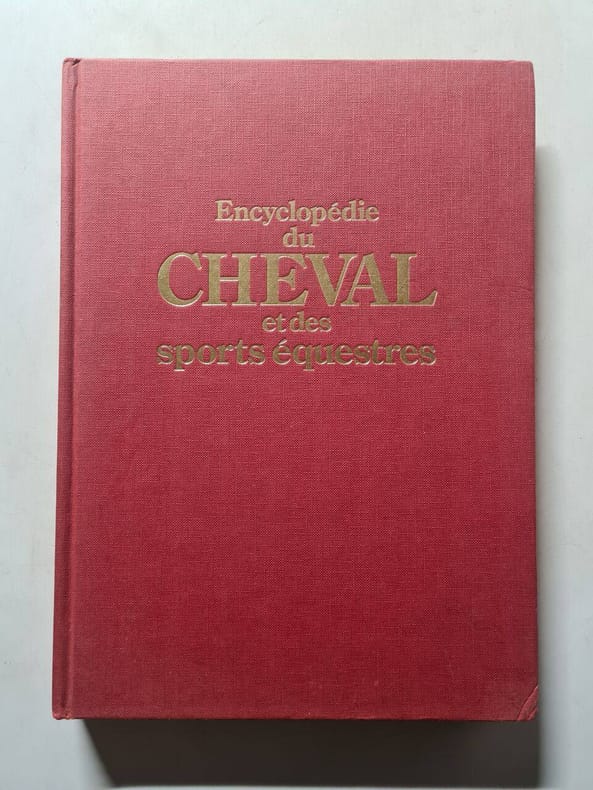 Encyclopédie
du
CHEVAL
et des
sports équestres